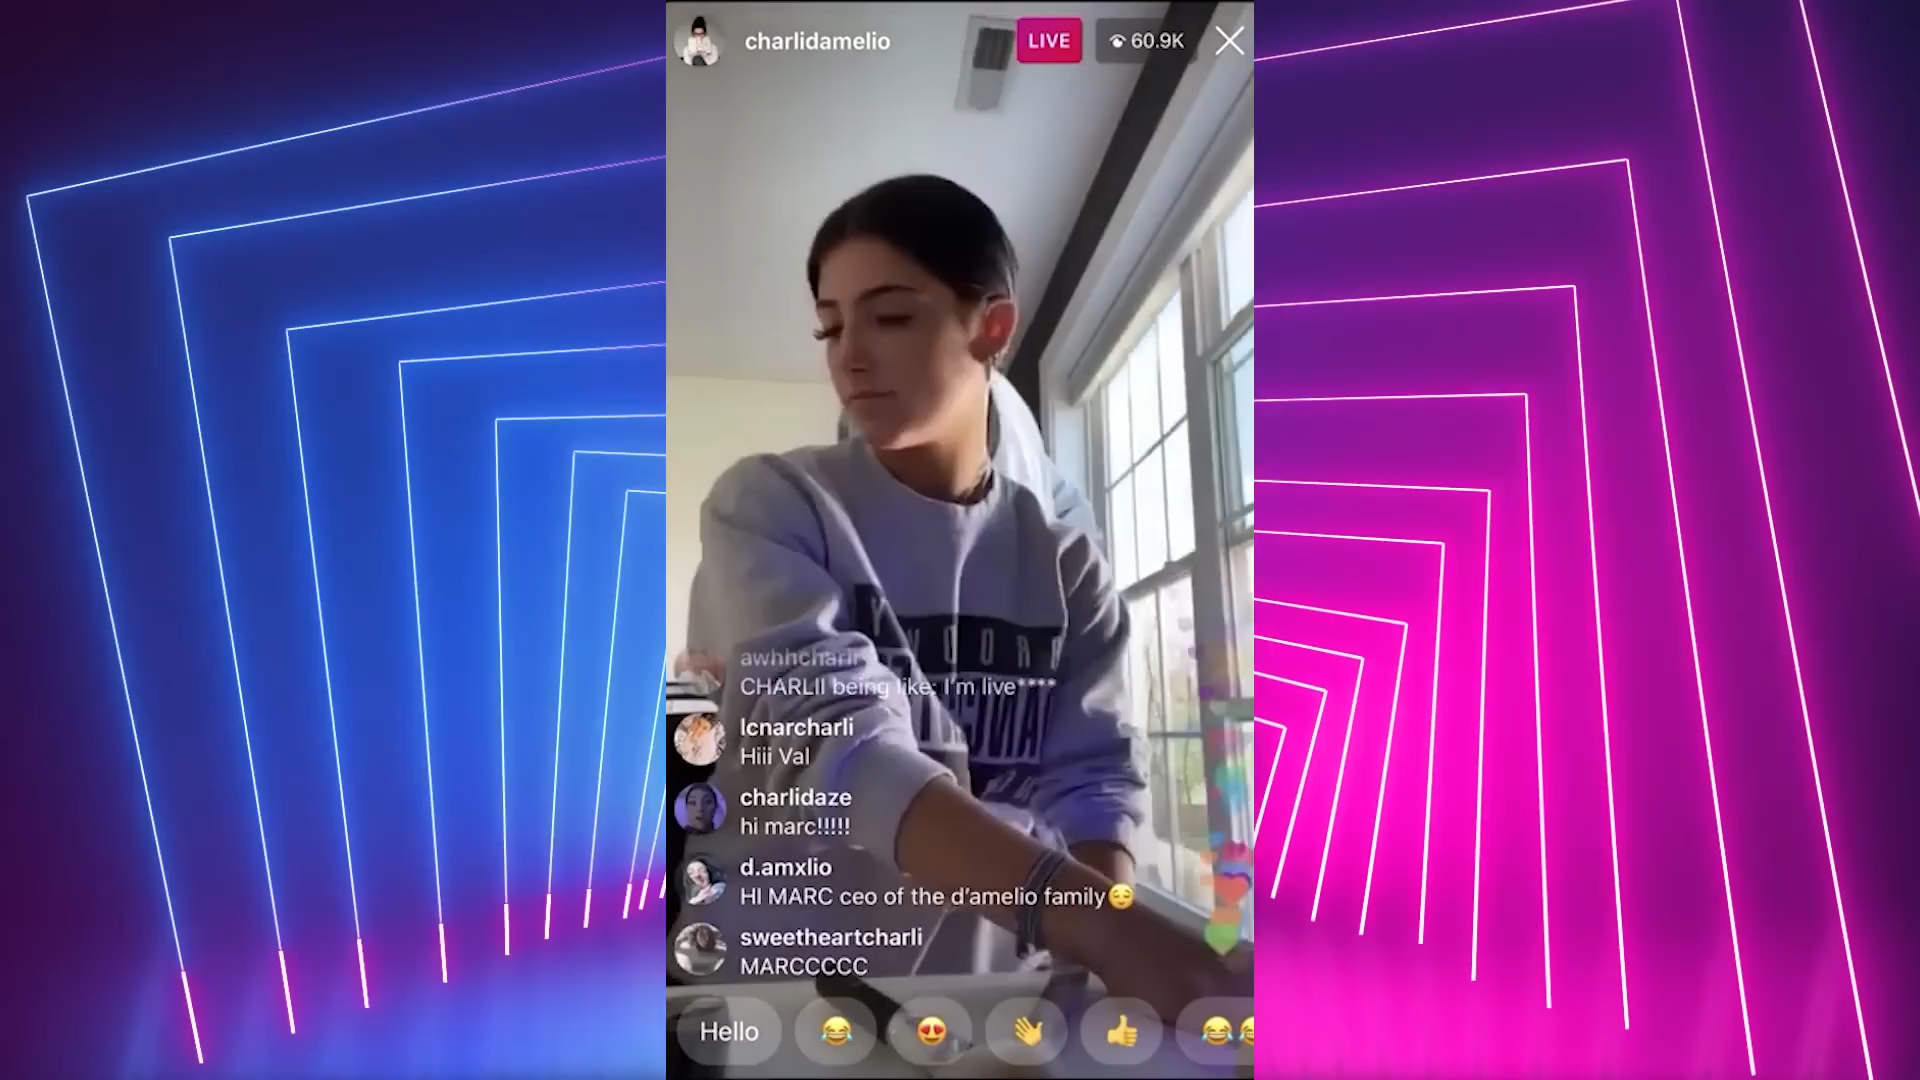 charlidamelio
LIVE
60.9K
CHARLII being like: I'm live****
lcnarcharli
Hiii Val
charlidaze
hi marc!!!!!
d.amxlio
HI MARC ceo of the d'amelio family😌
sweetheartcharli
MARCCCCC
Hello